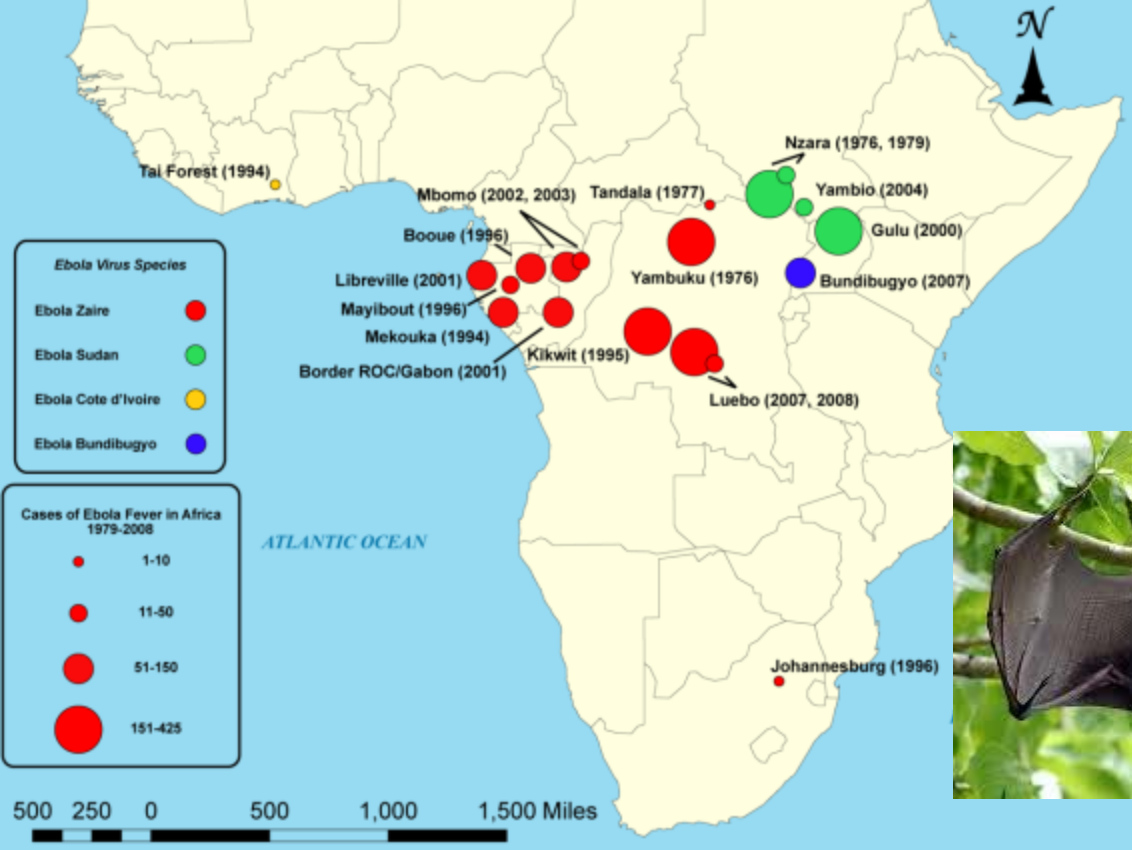 N
Nzara (1976, 1979)
Tai Forest (1994)
Mbomo (2002, 2003)
Tandala (1977)
Yambio (2004)
Booue (1996)
Gulu (2000)
Ebola Virus Species
Libreville (2001)
Yambuku (1976)
Bundibugyo (2007)
Ebola Zaire
Mayibout (1996)
Mekouka (1994)
Ebola Sudan
Kikwit (1995)
Border ROC/Gabon (2001)
Ebola Cote d'Ivoire
Luebo (2007, 2008)
Ebola Bundibugyo
Cases of Ebola Fever in Africa
1979-2008
ATLANTIC OCEAN
1-10
11-50
51-150
Johannesburg (1996)
151-425
500 250 0 500 1,000 1,500 Miles